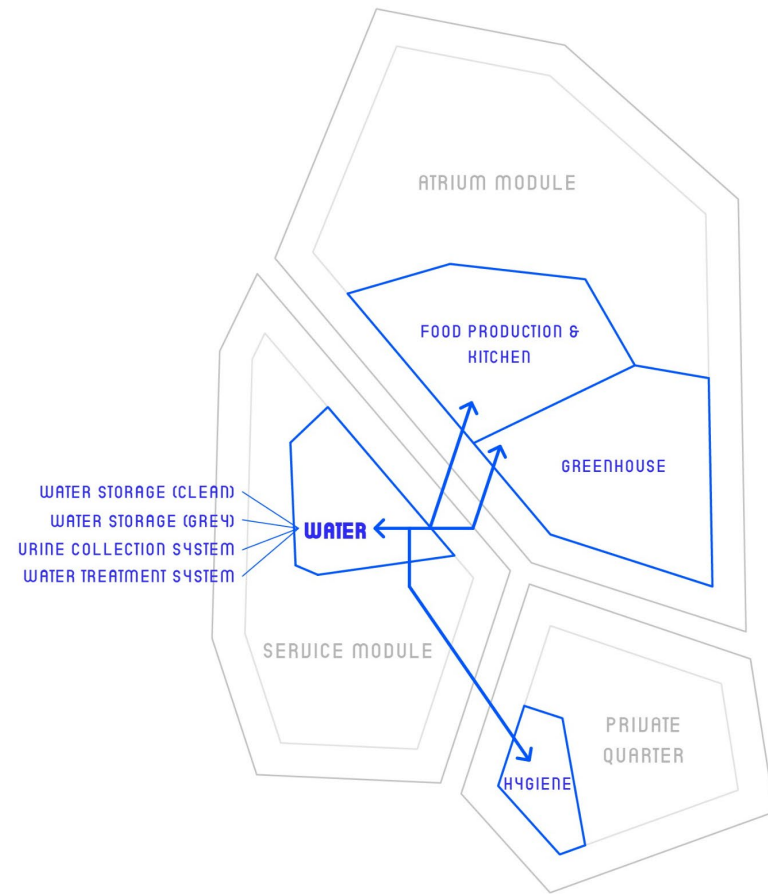 ATRIUM MODULE
FOOD PRODUCTION &
KITCHEN
GREENHOUSE
WATER STORAGE (CLEAN)
WATER STORAGE (GREY)
URINE COLLECTION SYSTEM
WATER TREATMENT SYSTEM
WATER
SERVICE MODULE
PRIVATE
QUARTER
HYGIENE